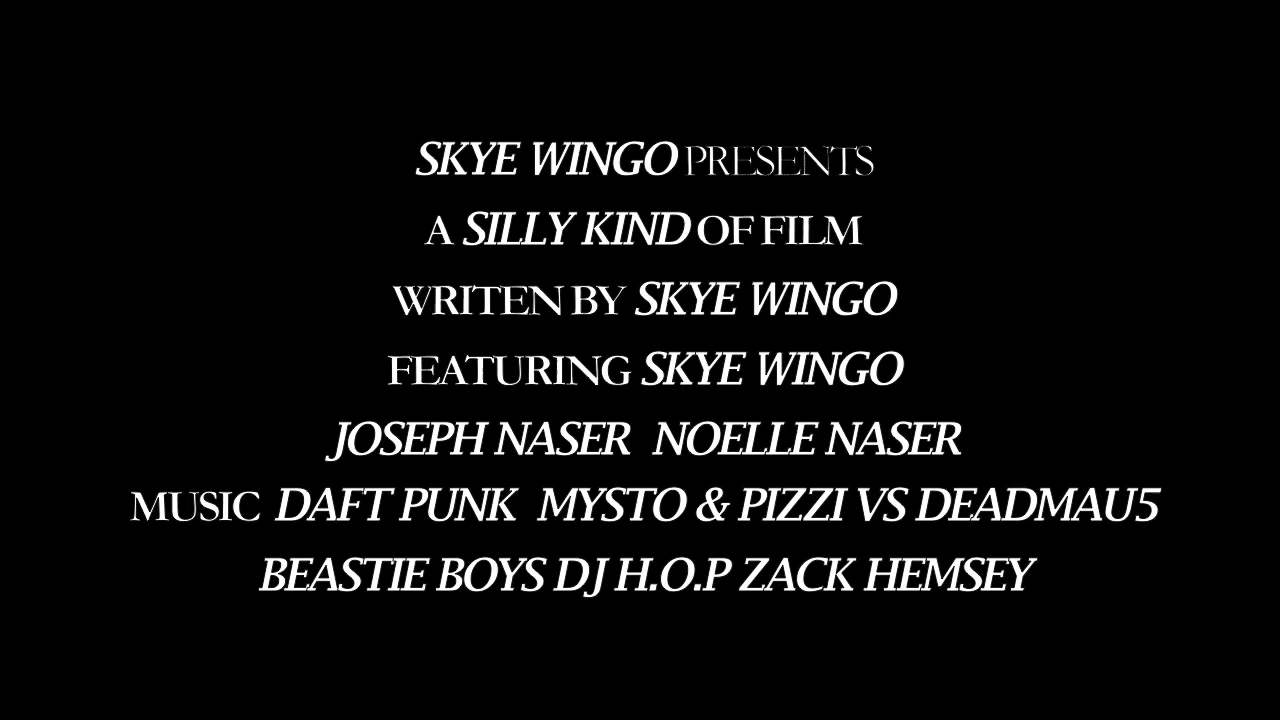 SKYE WINGO PRESENTS
A SILLY KIND OF FILM
WRITEN BY SKYE WINGO
FEATURING SKYE WINGO
JOSEPH NASER NOELLE NASER
MUSIC DAFT PUNK MYSTO & PIZZI VS DEADMAU5
BEASTIE BOYS DJ H.O.P ZACK HEMSEY